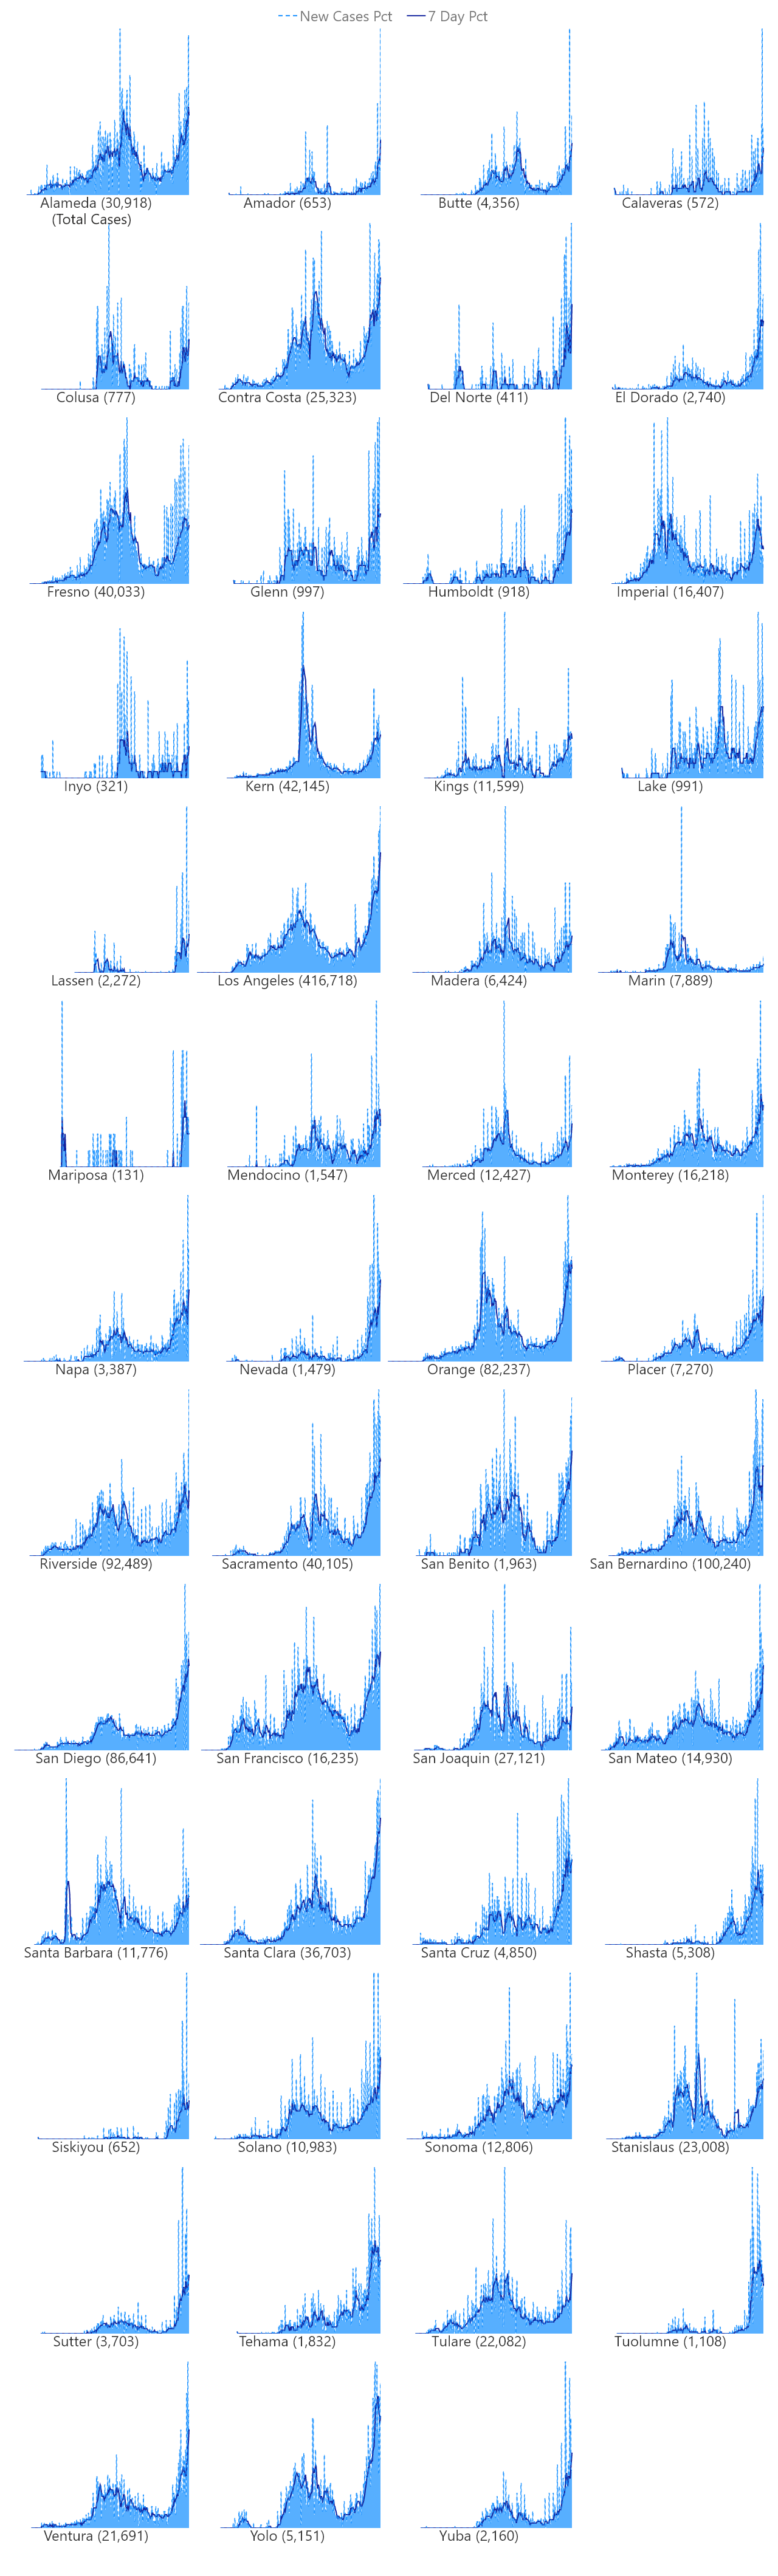 New Cases Pct 7 Day Pct
Alameda (30,918) Amador (653) Butte (4,356) Calaveras (572)
(Total Cases)
Colusa (777) Contra Costa (25,323) Del Norte (411) El Dorado (2,740)
Fresno (40,033) Glenn (997) Humboldt (918) Imperial (16,407)
Inyo (321) Kern (42,145) Kings (11,599) Lake (991)
Lassen (2,272) Los Angeles (416,718) Madera (6,424) Marin (7,889)
Mariposa (131) Mendocino (1,547) Merced (12,427) Monterey (16,218)
Napa (3,387) Nevada (1,479) Orange (82,237) Placer (7,270)
Riverside (92,489) Sacramento (40,105) San Benito (1,963) San Bernardino (100,240)
San Diego (86,641) San Francisco (16,235) San Joaquin (27,121) San Mateo (14,930)
Santa Barbara (11,776) Santa Clara (36,703) Santa Cruz (4,850) Shasta (5,308)
Siskiyou (652) Solano (10,983) Sonoma (12,806) Stanislaus (23,008)
Sutter (3,703) Tehama (1,832) Tulare (22,082) Tuolumne (1,108)
Ventura (21,691) Yolo (5,151) Yuba (2,160)